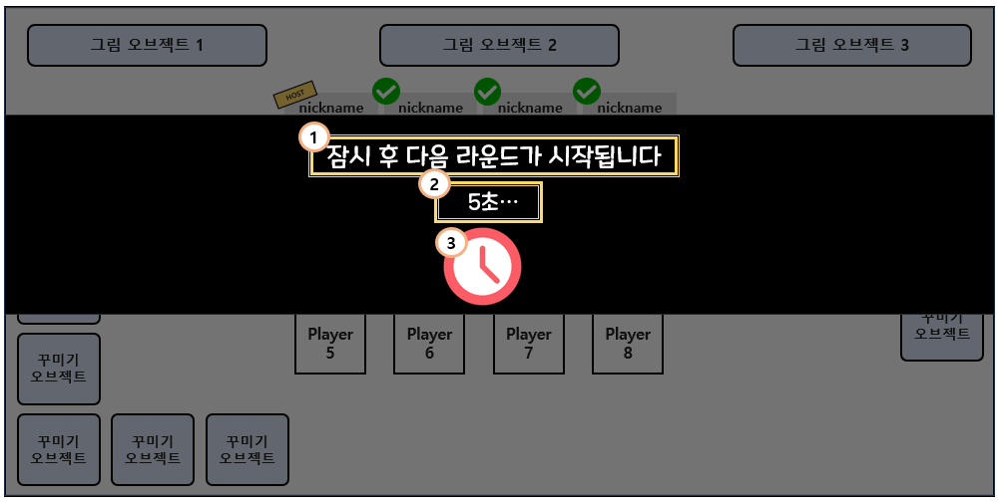 그림 오브젝트 1
그림 오브젝트 2
그림 오브젝트 3
HOST
nickname
nickname
nickname
nickname
1
잠시 후 다음 라운드가 시작됩니다
2
5초…
3
Player
5
Player
6
Player
7
Player
8
꾸미기
오브젝트
꾸미기
오브젝트
꾸미기
오브젝트
꾸미기
오브젝트
꾸미기
오브젝트